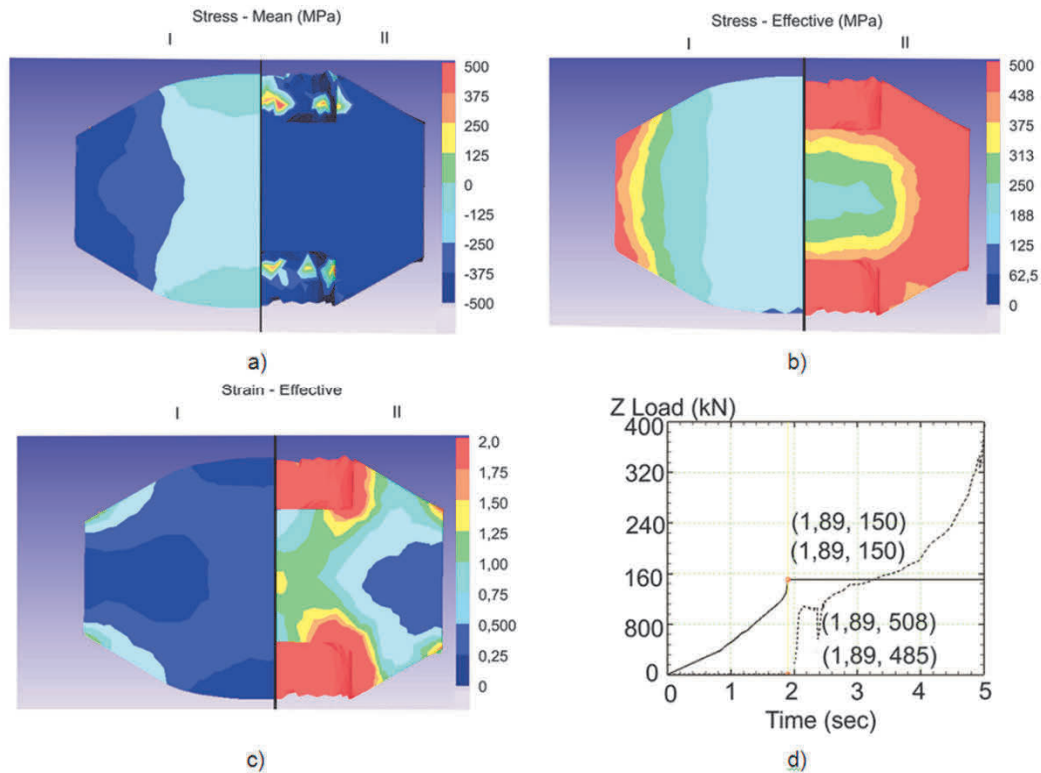 Stress - Mean (MPa)
I II
500
375
250
125
0
-125
-250
-375
-500
a)
Stress - Effective (MPa)
I II
500
438
375
313
250
188
125
62,5
0
b)
Strain - Effective
I II
2,0
1,75
1,50
1,00
0,75
0,500
0,25
0
c)
Z Load (kN)
400
320
240
160
800
0
(1,89, 150)
(1,89, 150)
(1,89, 508)
(1,89, 485)
0 1 2 3 4 5
Time (sec)
d)